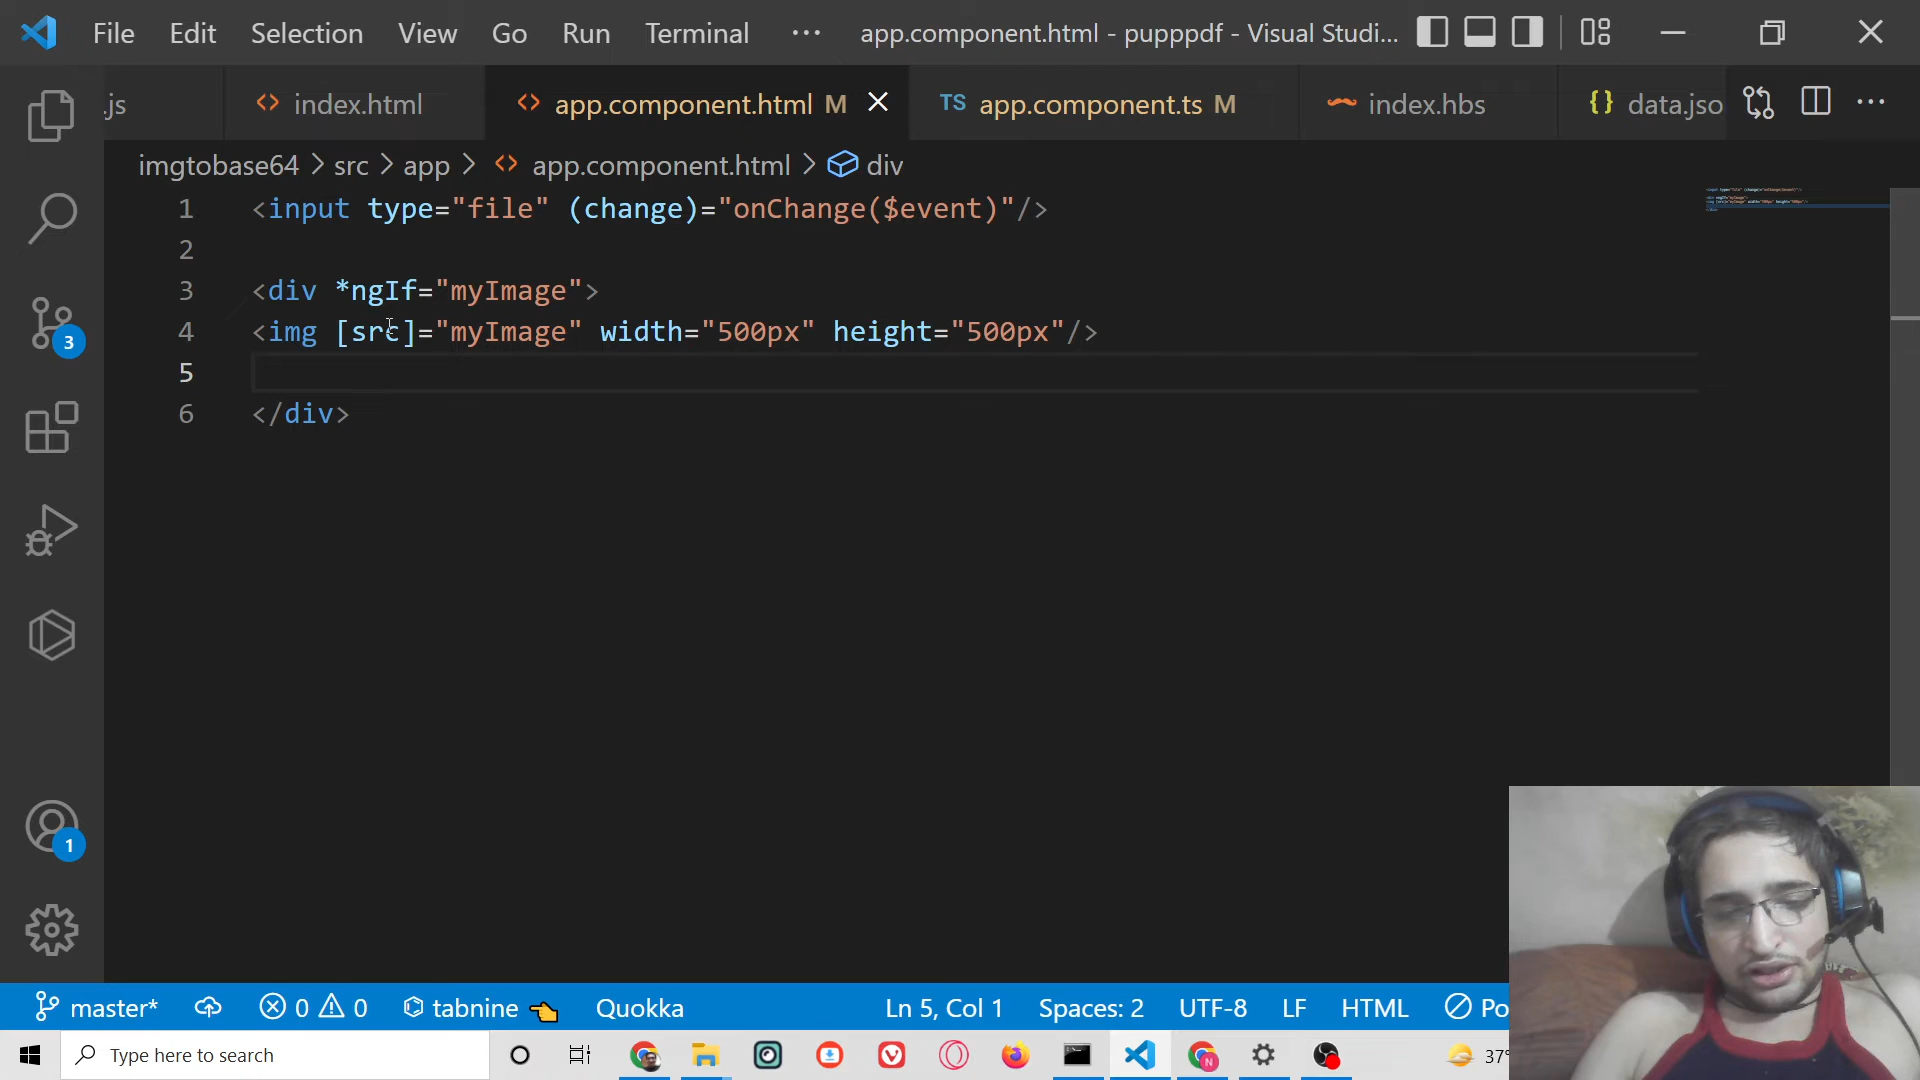 File Edit Selection View Go Run Terminal ··· app.component.html - pupppdf - Visual Studi...
.js index.html app.component.html M TS app.component.ts M index.hbs {} data.jso ···
imgtobase64 > src > app > app.component.html > div
1 <input type="file" (change)="onChange($event)"/>
2
3 <div *ngIf="myImage">
4 <img [src]="myImage" width="500px" height="500px"/>
5
6 </div>
3
1
master* 0 0 tabnine Quokka Ln 5, Col 1 Spaces: 2 UTF-8 LF HTML Po
Type here to search N 37°